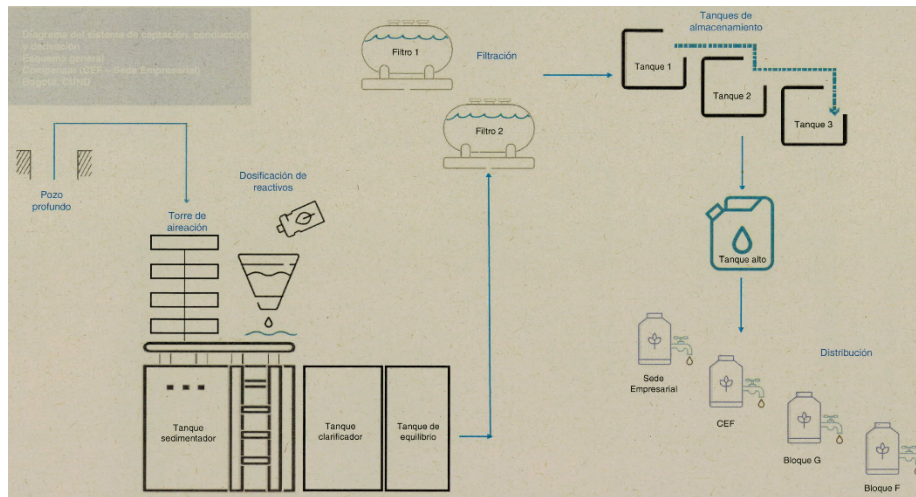 Diagrama del sistema de captación, conducción
y derivación
Esquema general
Compensar (CEF – Sede Empresarial)
Bogotá, CUND
Filtro 1
Filtración
Filtro 2
Tanques de
almacenamiento
Tanque 1
Tanque 2
Tanque 3
Pozo
profundo
Dosificación de
reactivos
Torre de
aireación
Tanque alto
Tanque
sedimentador
Tanque
clarificador
Tanque de
equilibrio
Sede
Empresarial
CEF
Distribución
Bloque G
Bloque F